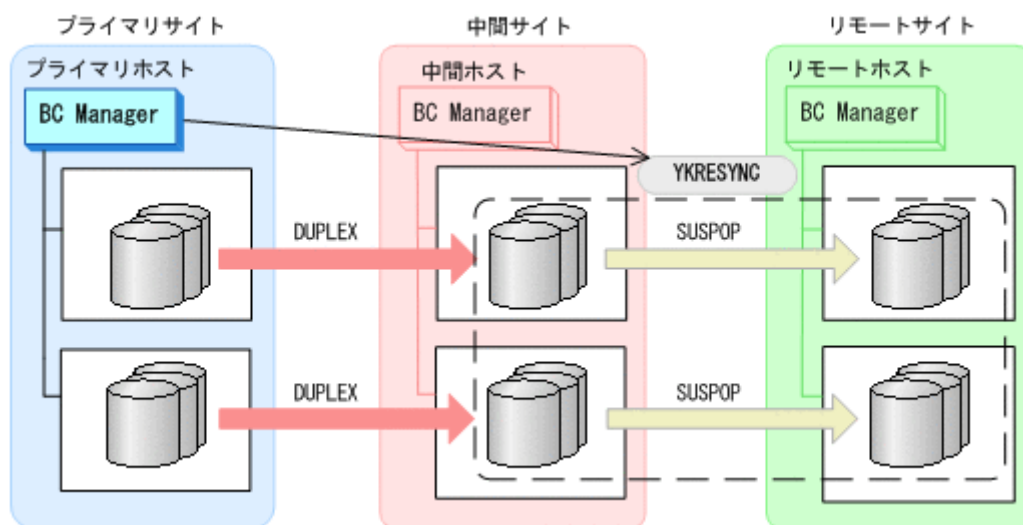 プライマリサイト
中間サイト
リモートサイト
プライマリホスト
中間ホスト
リモートホスト
BC Manager
BC Manager
BC Manager
YKRESYNC
DUPLEX
SUSPOP
DUPLEX
SUSPOP